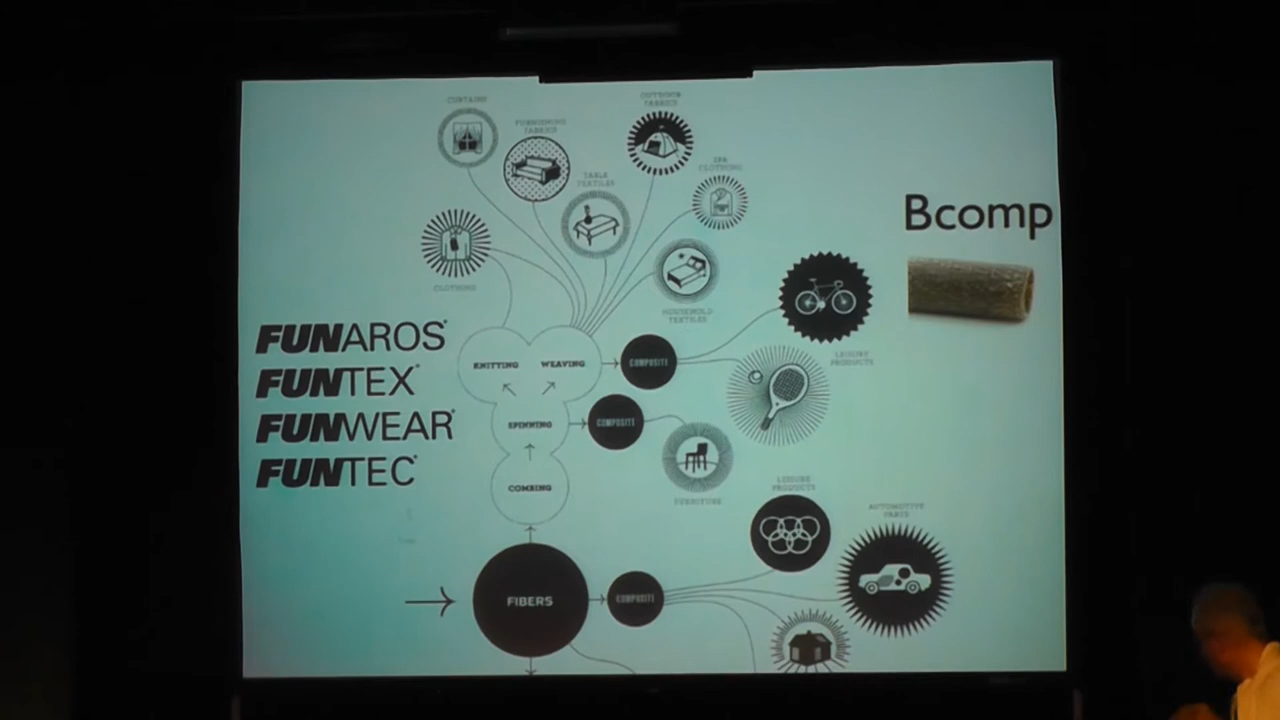 CURTAINS
FURNISHING
FABRICS
OUTDOOR
FABRICS
TABLE
TEXTILES
SPA
CLOTHING
Bcomp
CLOTHING
HOUSEHOLD
TEXTILES
FUNAROS®
FUNTEX®
FUNWEAR®
FUNTEC®
KNITTING
WEAVING
COMPOSITE
LEISURE
PRODUCTS
SPINNING
COMPOSITE
FURNITURE
COMBING
LEISURE
PRODUCTS
AUTOMOTIVE
PARTS
FIBERS
COMPOSITE